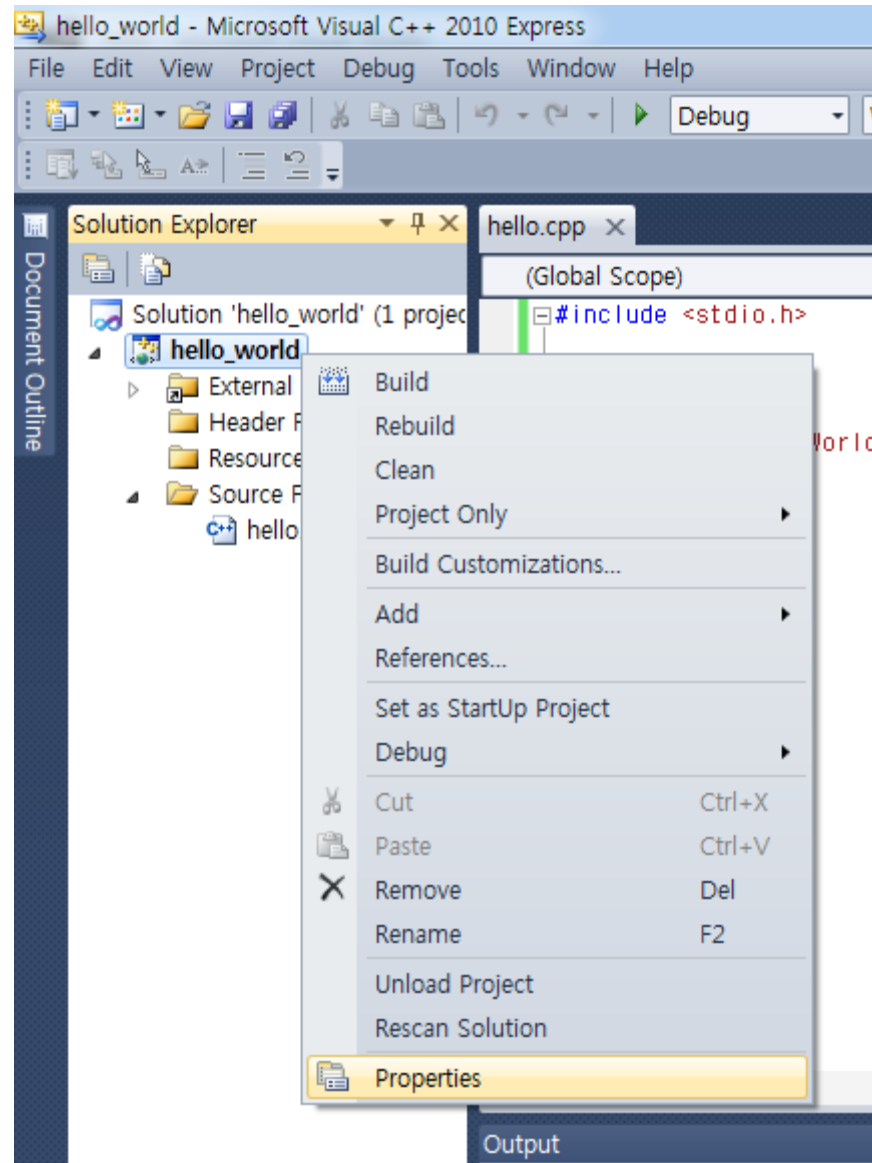 hello_world - Microsoft Visual C++ 2010 Express
File Edit View Project Debug Tools Window Help
Debug
Document Outline
Solution Explorer
hello.cpp
(Global Scope)
Solution 'hello_world' (1 projec
#include <stdio.h>
hello_world
External
Header F
Resource
Source F
hello
Build
Rebuild
Clean
Project Only
Build Customizations...
Add
References...
Set as StartUp Project
Debug
Cut Ctrl+X
Paste Ctrl+V
Remove Del
Rename F2
Unload Project
Rescan Solution
Properties
Output